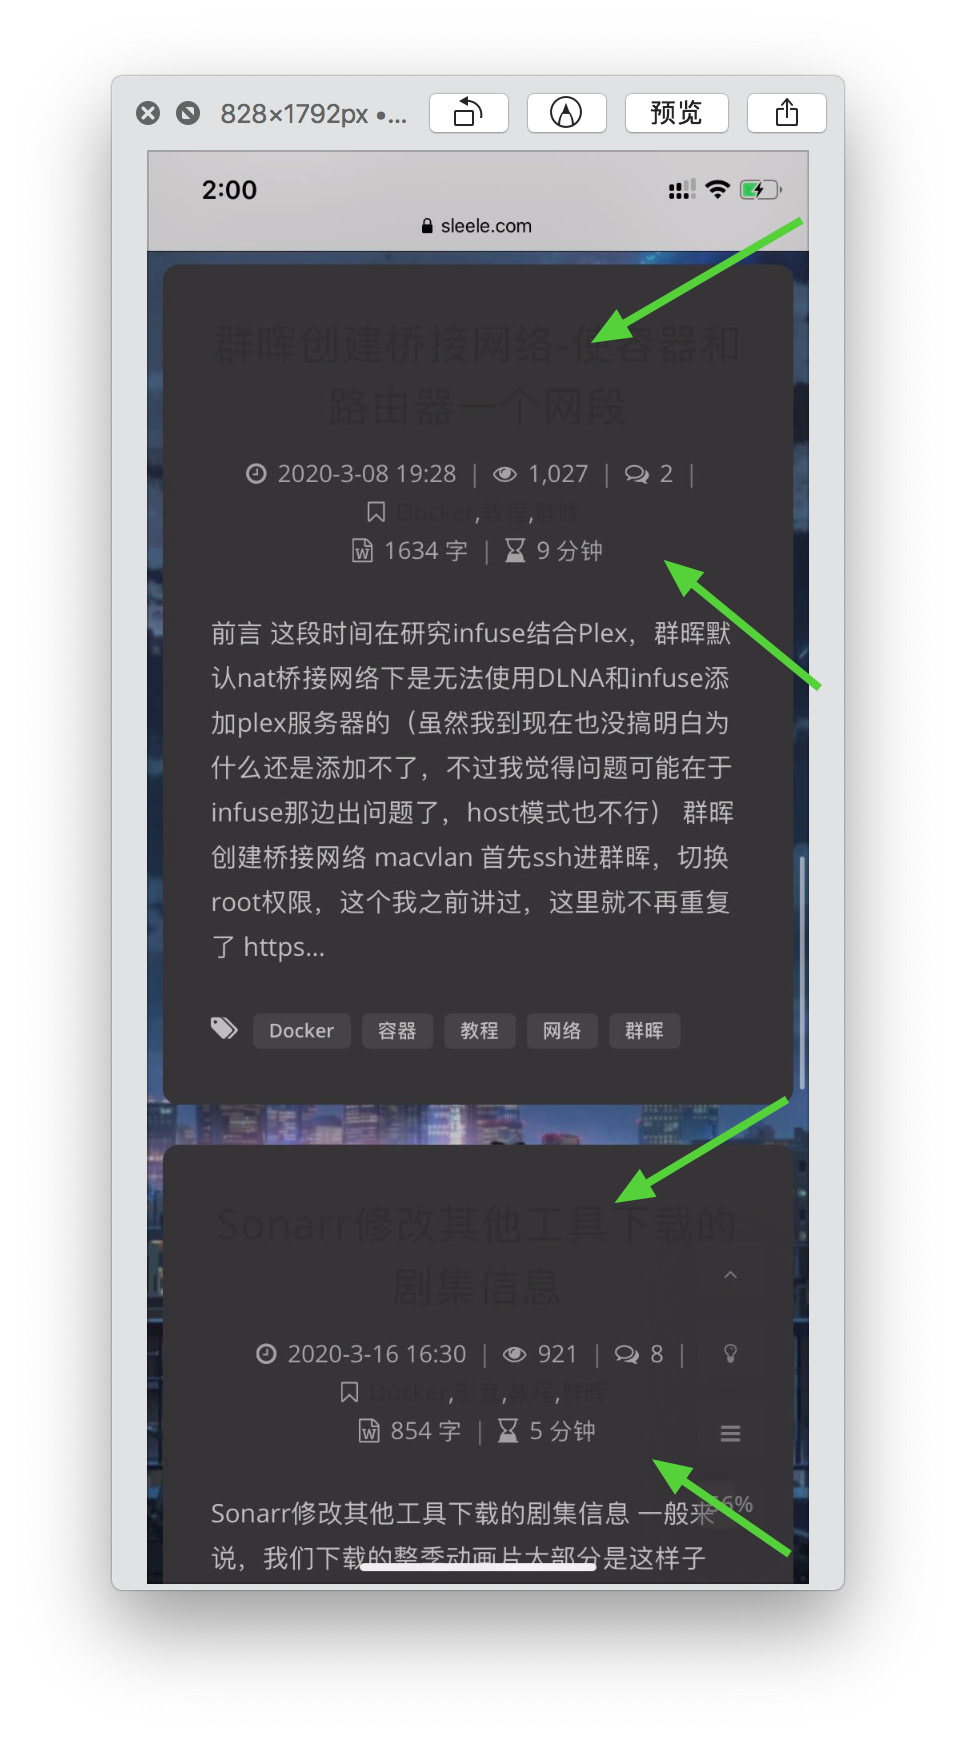 828×1792px •...
预览
2:00
sleele.com
群晖创建桥接网络-使容器和
路由器一个网段
2020-3-08 19:28 | 1,027 | 2 |
Docker,教程,群晖
1634 字 | 9 分钟
前言 这段时间在研究infuse结合Plex，群晖默
认nat桥接网络下是无法使用DLNA和infuse添
加plex服务器的（虽然我到现在也没搞明白为
什么还是添加不了，不过我觉得问题可能在于
infuse那边出问题了，host模式也不行） 群晖
创建桥接网络 macvlan 首先ssh进群晖，切换
root权限，这个我之前讲过，这里就不再重复
了 https...
Docker 容器 教程 网络 群晖
Sonarr修改其他工具下载的
剧集信息
2020-3-16 16:30 | 921 | 8 |
Docker,影音,教程,群晖
854 字 | 5 分钟
Sonarr修改其他工具下载的剧集信息 一般来
56%
说，我们下载的整季动画片大部分是这样子